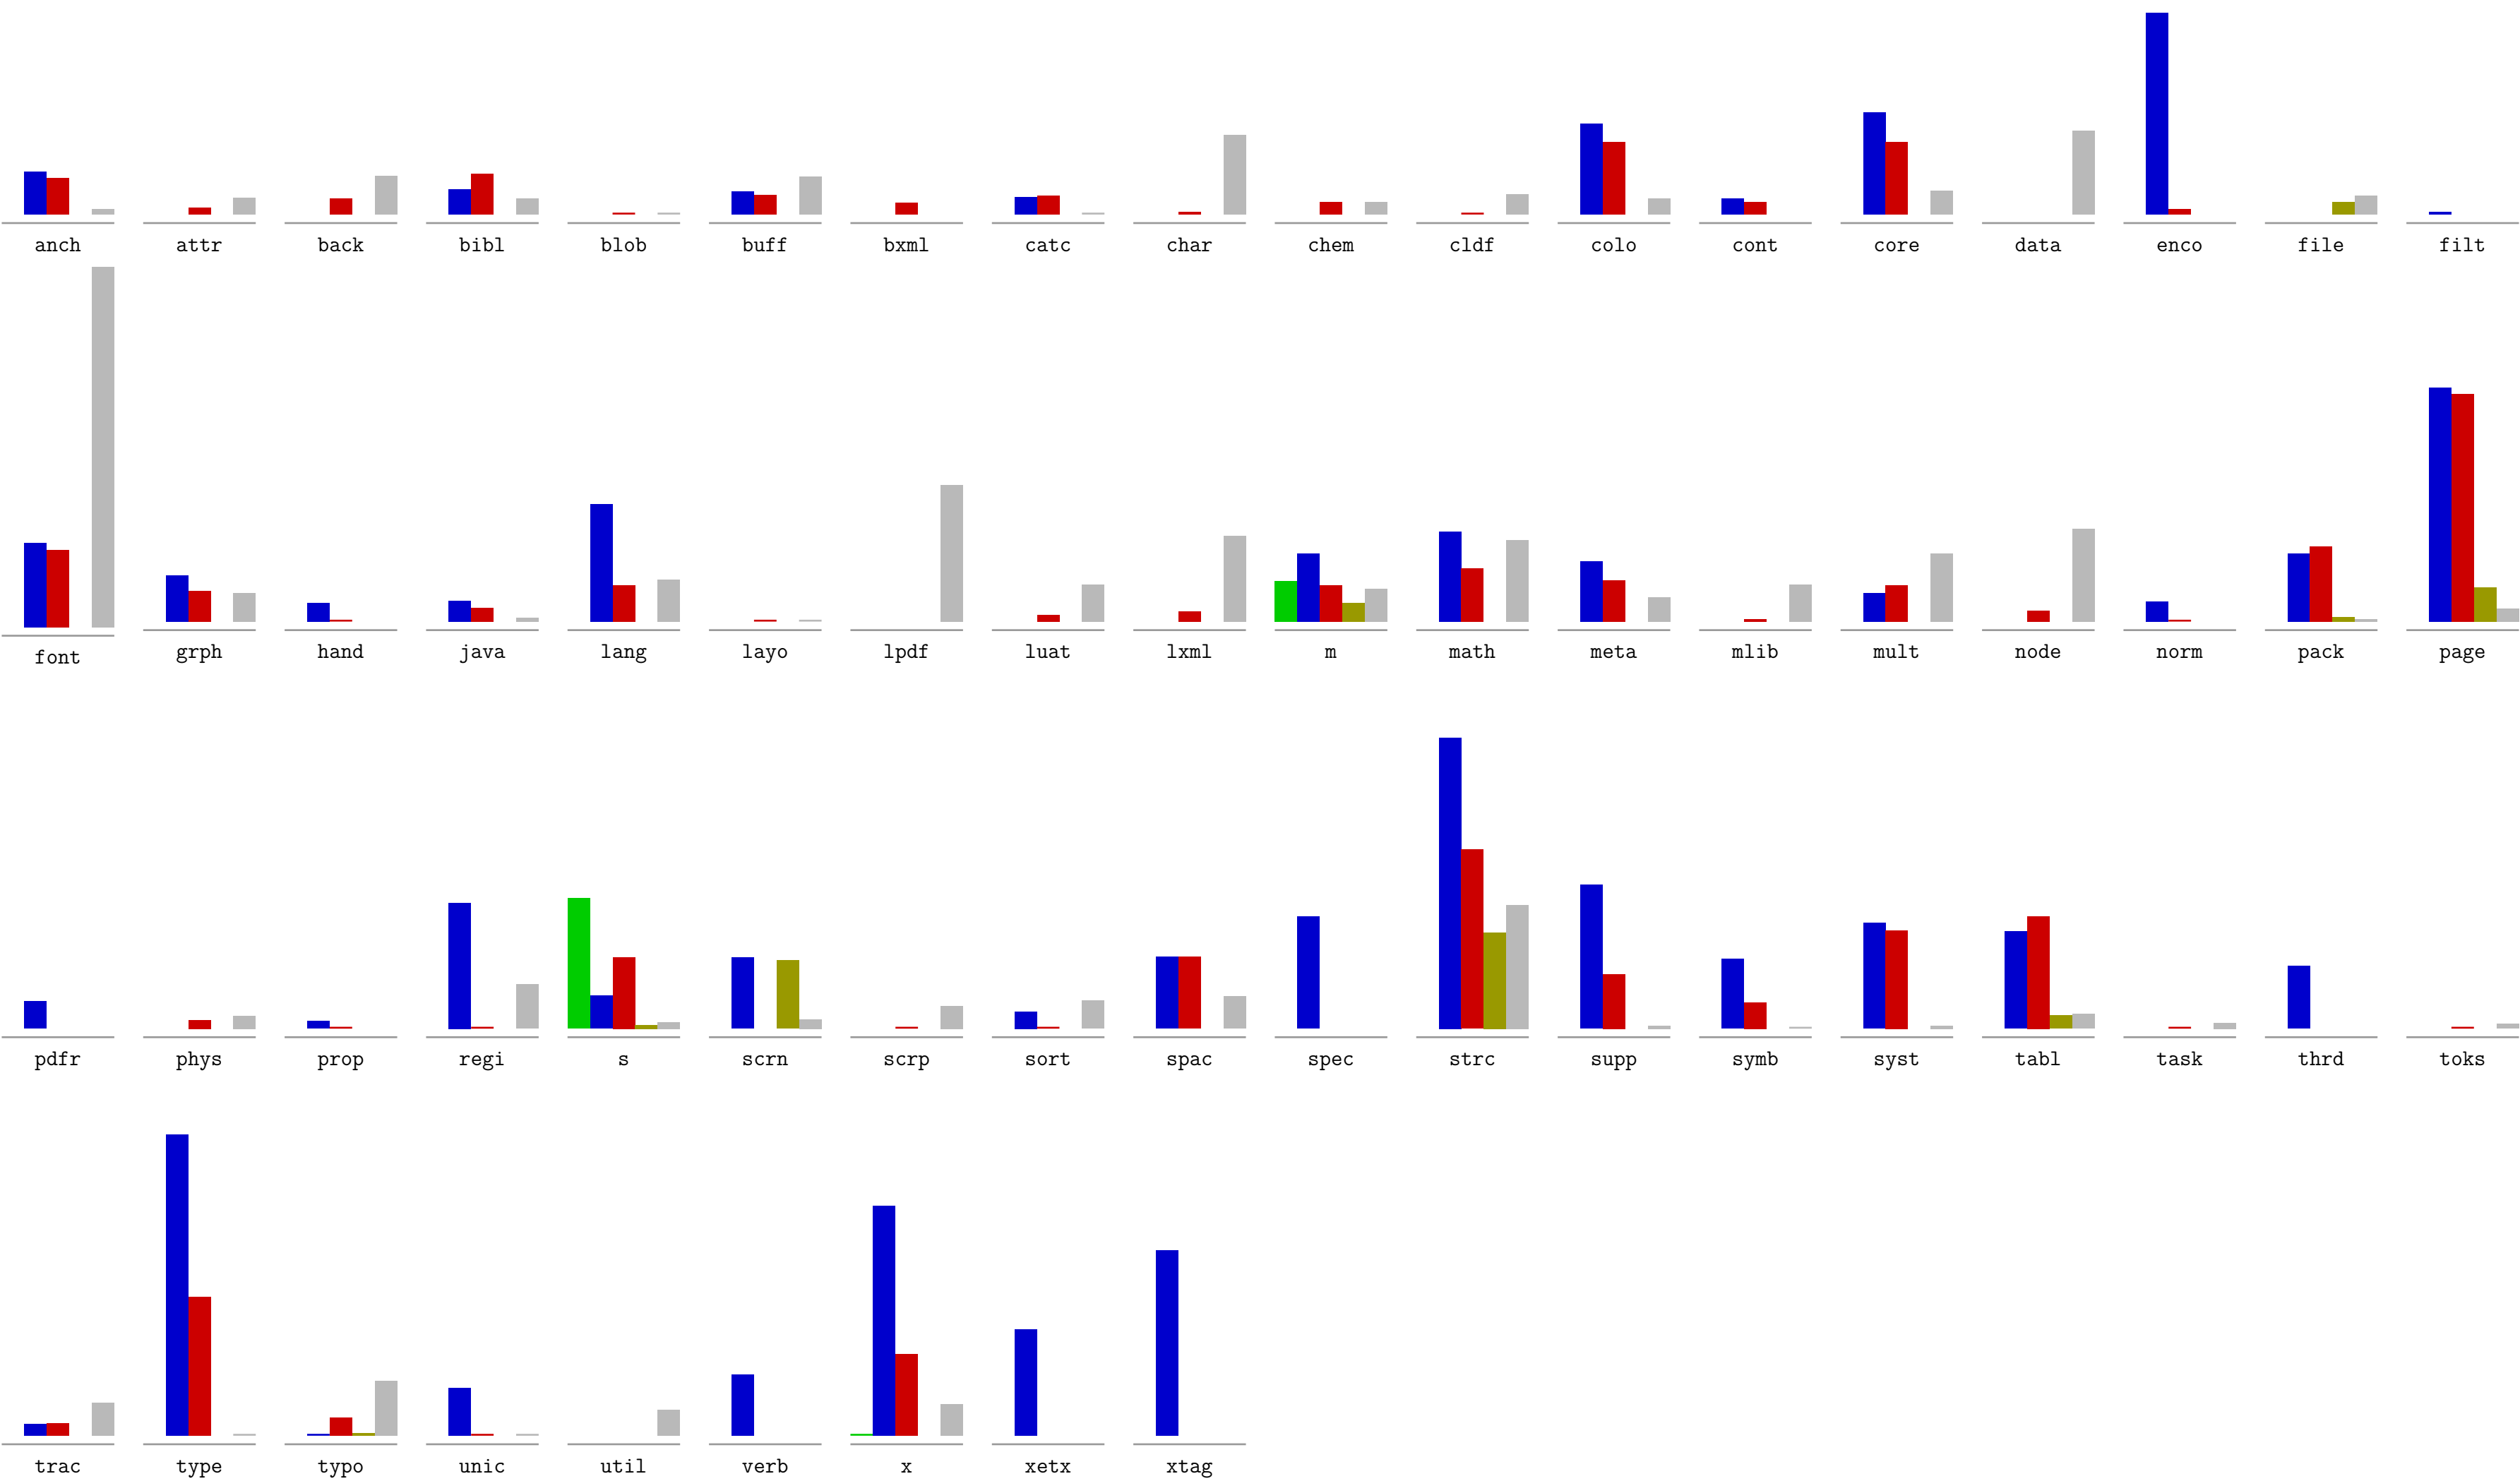 anch attr back bibl blob buff bxml catc char chem cldf colo cont core data enco file filt
font grph hand java lang layo lpdf luat lxml m math meta mlib mult node norm pack page
pdfr phys prop regi s scrn scrp sort spac spec strc supp symb syst tabl task thrd toks
trac type typo unic util verb x xetx xtag